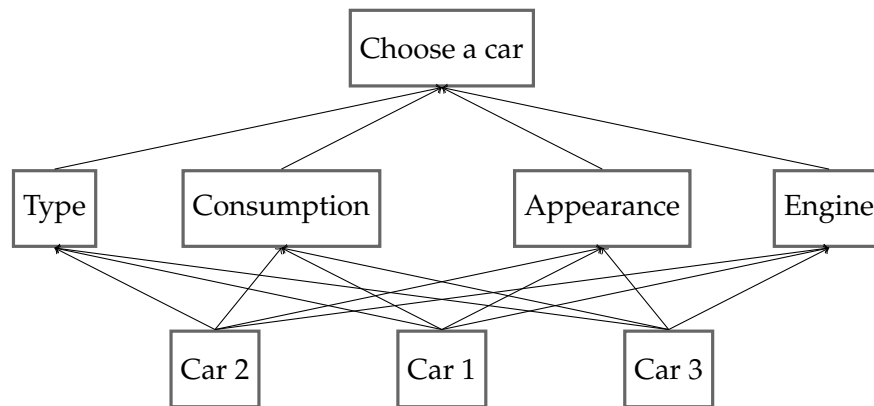 Choose a car
Type
Consumption
Appearance
Engine
Car 2
Car 1
Car 3